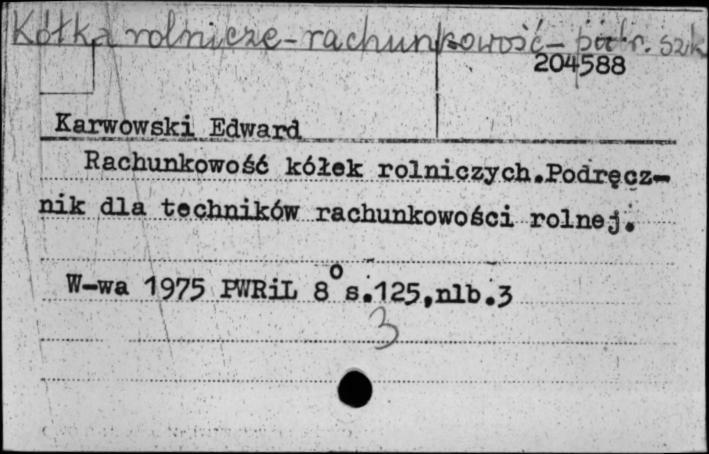 Kółka rolnicze - rachunkowość - podr. szk
204588
Karwowski Edward
Rachunkowość kółek rolniczych.Podręcz-
nik dla techników rachunkowości rolnej.
W-wa 1975 PWRiL 8° s.125,nlb.3
3